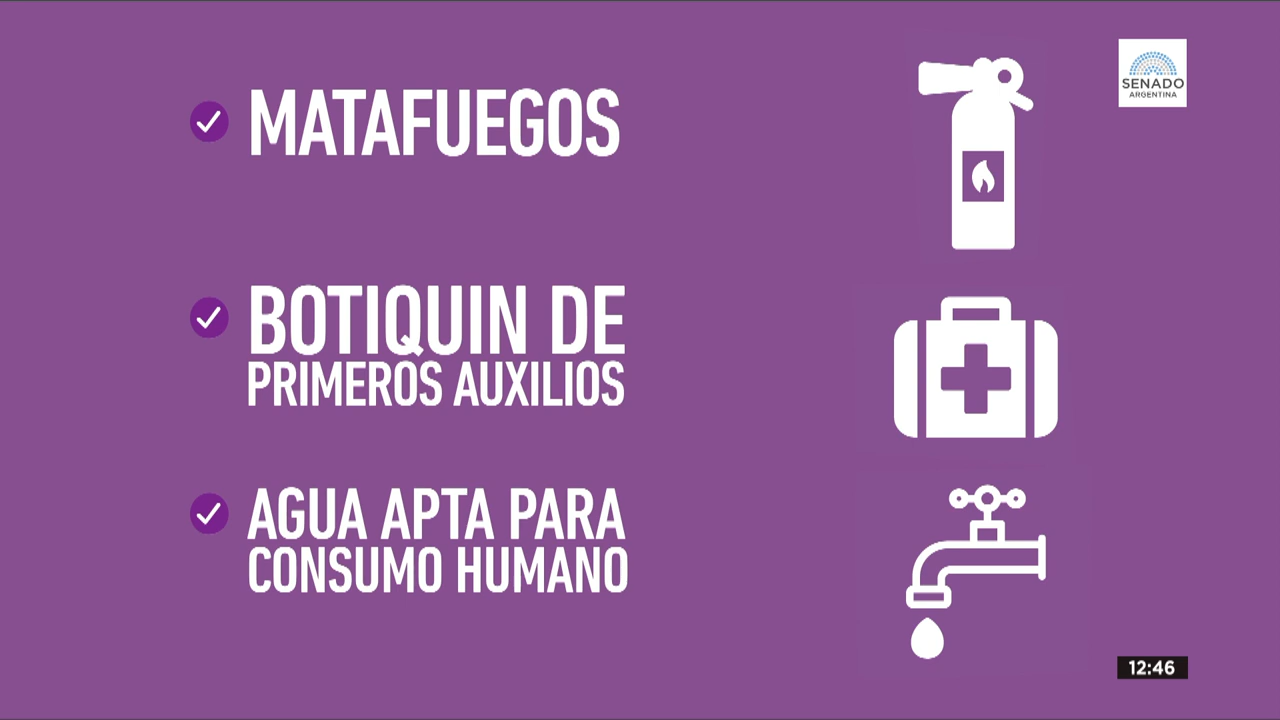 MATAFUEGOS
BOTIQUIN DE
PRIMEROS AUXILIOS
AGUA APTA PARA
CONSUMO HUMANO
SENADO
ARGENTINA
12:46